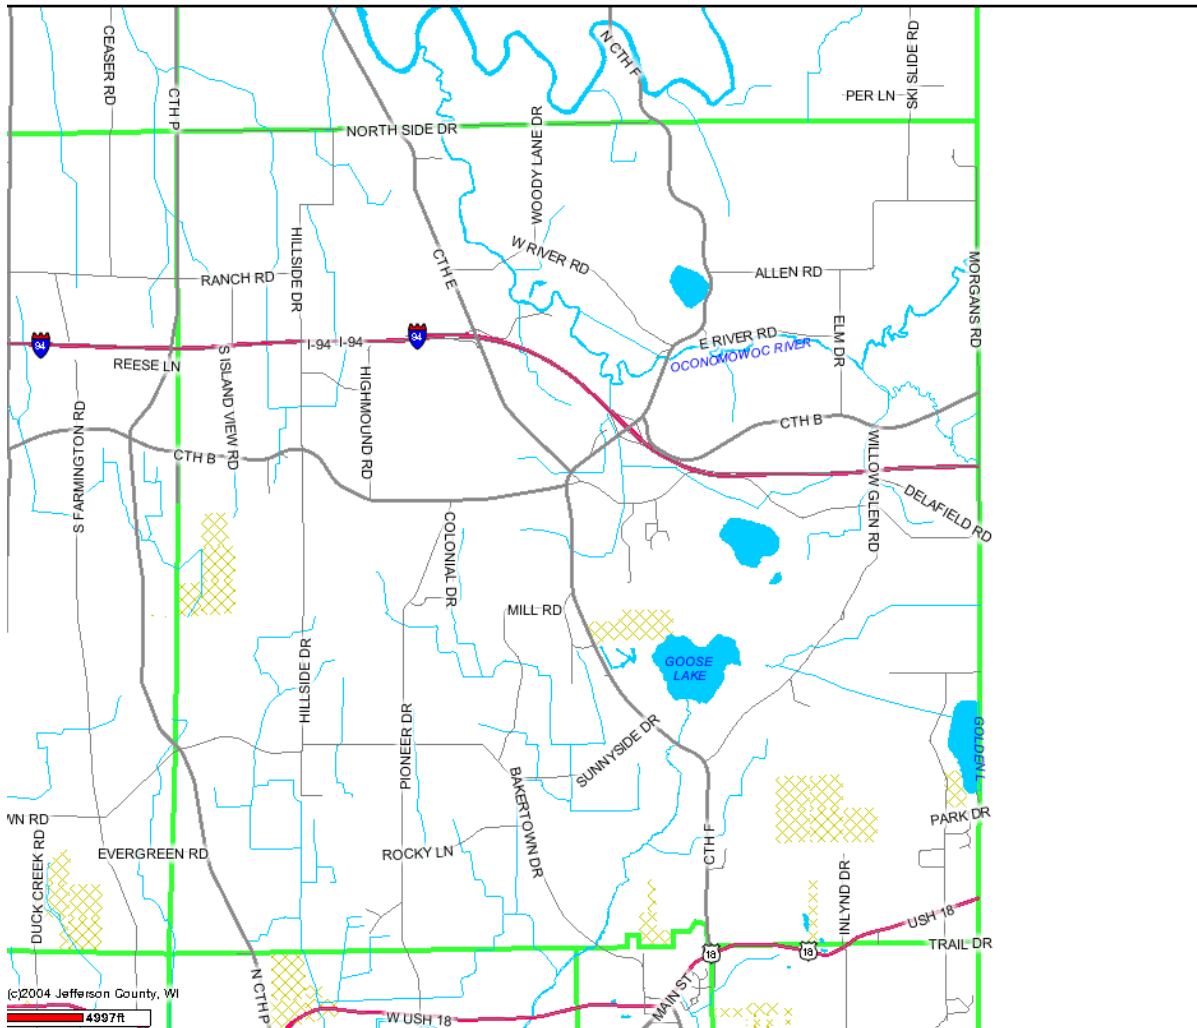 CEASER RD
CTH P
N CTH F
SKI SLIDE RD
PER LN
NORTH SIDE DR
WOODY LANE DR
HILLSIDE DR
CTH E
W RIVER RD
RANCH RD
ALLEN RD
MORGANS RD
94
94
I-94
I-94
E RIVER RD
ELM DR
OCONOMOWOC RIVER
REESE LN
S ISLAND VIEW RD
HIGHMOUND RD
S FARMINGTON RD
CTH B
CTH B
WILLOW GLEN RD
DELAFIELD RD
COLONIAL DR
MILL RD
GOOSE
LAKE
HILLSIDE DR
PIONEER DR
SUNNYSIDE DR
GOLDEN L
BAKERTOWN DR
WN RD
PARK DR
CTH F
EVERGREEN RD
ROCKY LN
DUCK CREEK RD
INLYND DR
USH 18
TRAIL DR
18
18
N CTH P
MAIN ST
(c)2004 Jefferson County, WI
4997ft
W USH 18